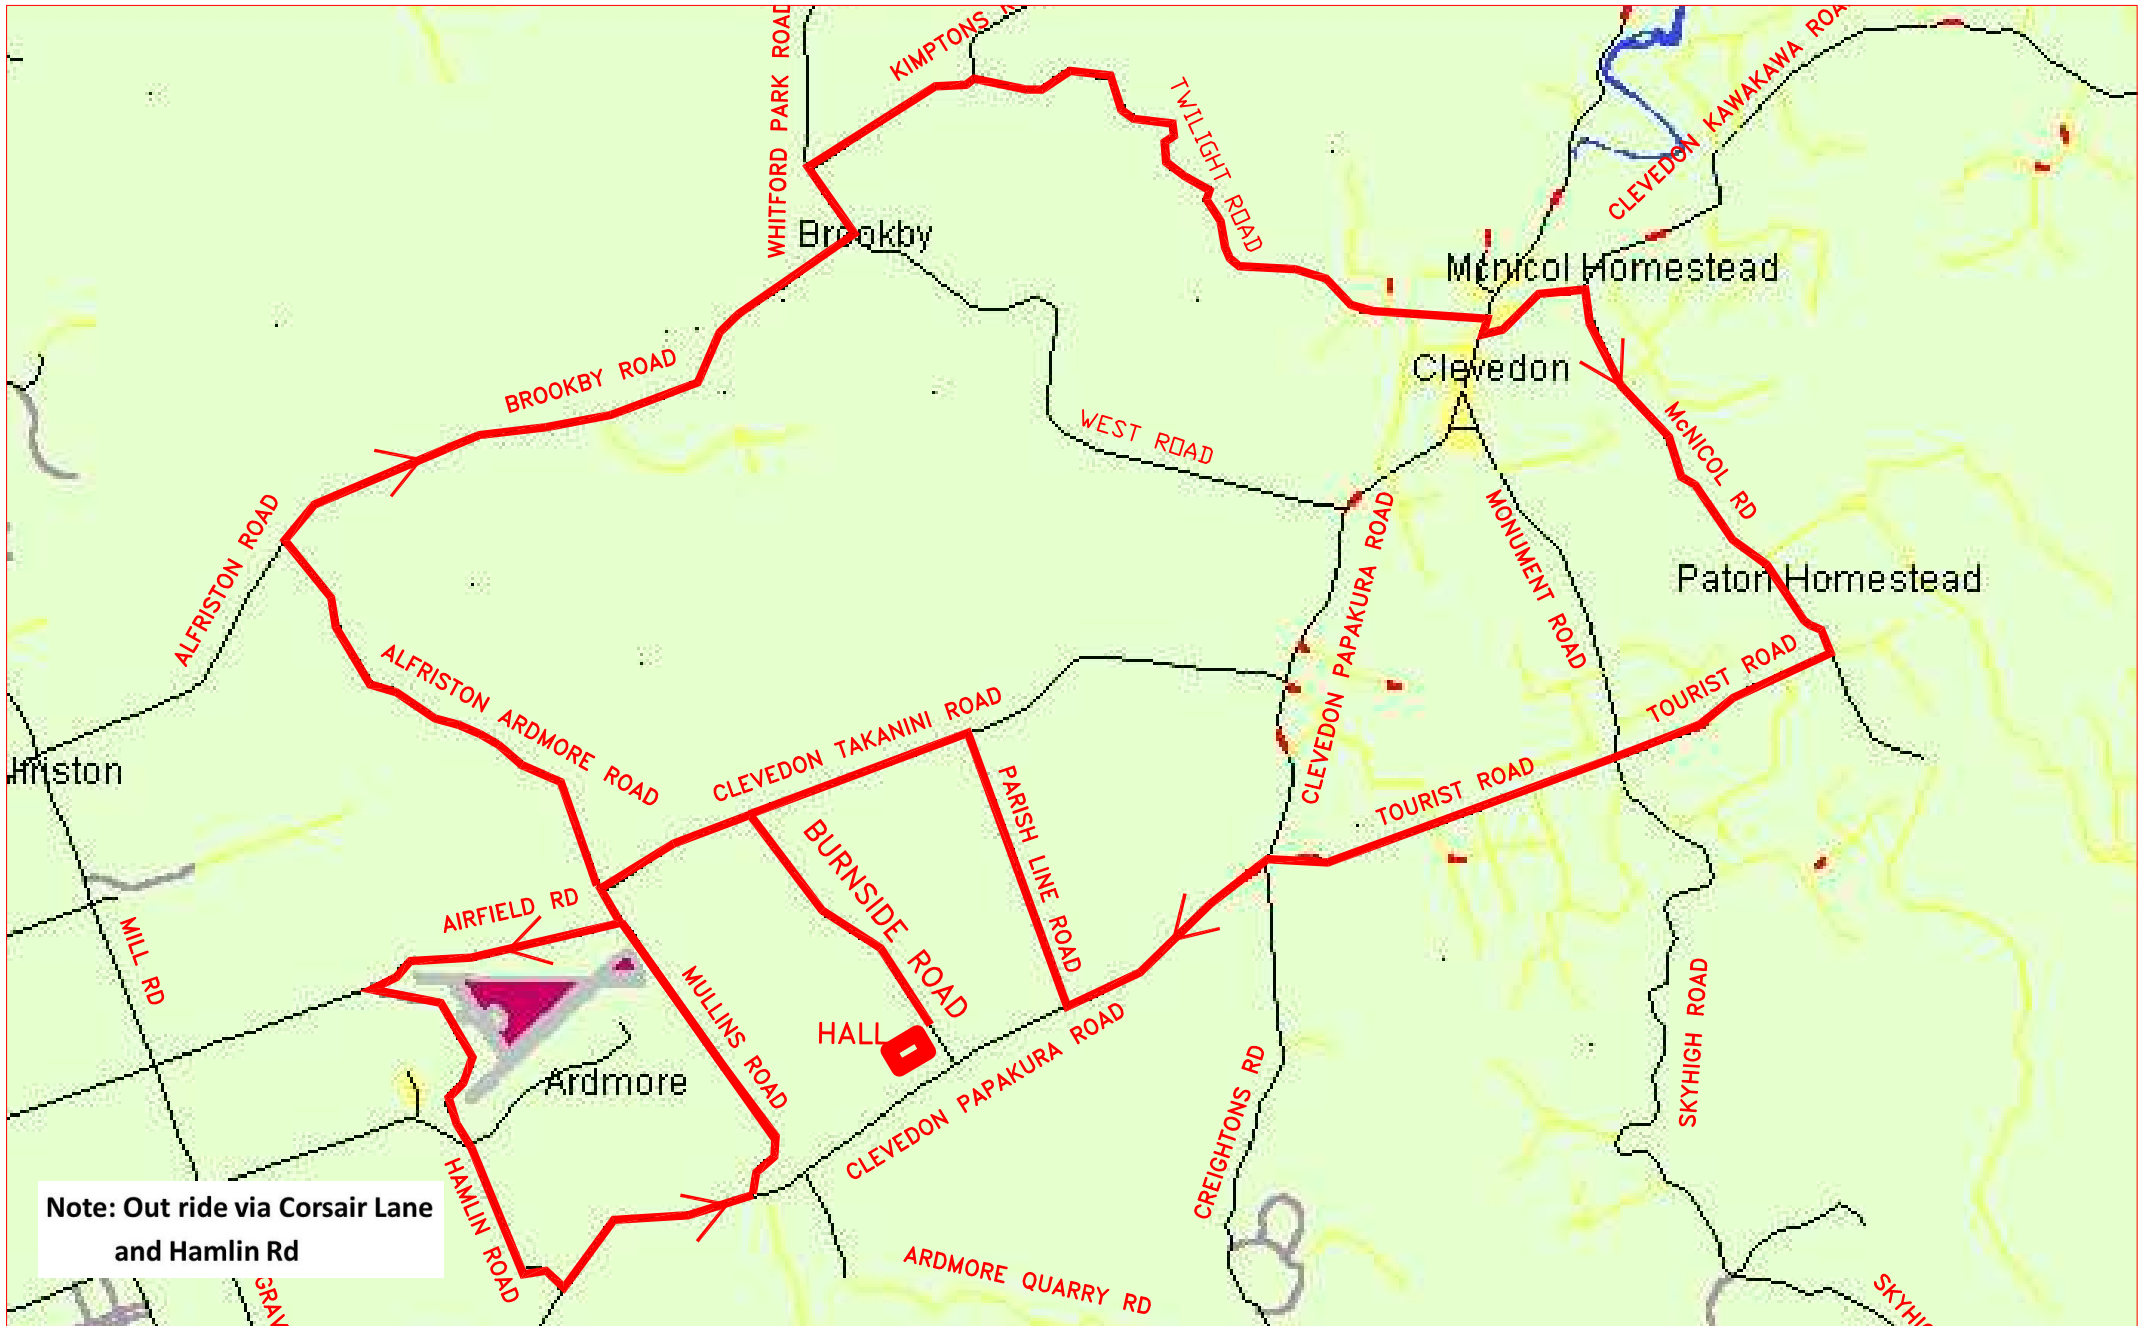 WHITFORD PARK ROAD
KIMPTONS
TWILIGHT ROAD
CLEVEDON KAWAKAWA
Brookby
Mcnicol Homestead
BROOKBY ROAD
Clevedon
WEST ROAD
McNICOL RD
ALFRISTON ROAD
CLEVEDON PAPAKURA ROAD
MONUMENT ROAD
Paton Homestead
ALFRISTON ARDMORE ROAD
TOURIST ROAD
CLEVEDON TAKANINI ROAD
TOURIST ROAD
PARISH LINE ROAD
BURNSIDE ROAD
AIRFIELD RD
MILL RD
MULLINS ROAD
HALL
Ardmore
CLEVEDON PAPAKURA ROAD
CREIGHTONS RD
SKYHIGH ROAD
HAMLIN ROAD
Note: Out ride via Corsair Lane
and Hamlin Rd
ARDMORE QUARRY RD